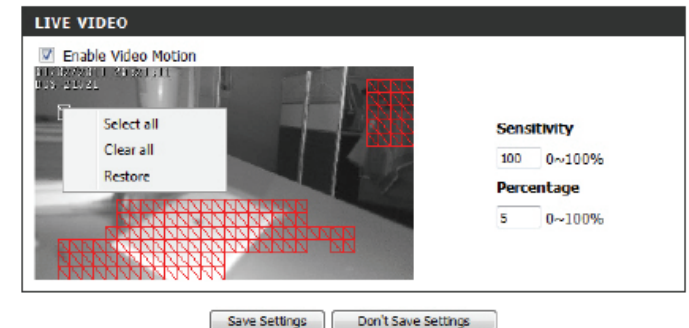 LIVE VIDEO
Enable Video Motion
Select all
Clear all
Restore
Sensitivity
100 0~100%
Percentage
5 0~100%
Save Settings Don't Save Settings